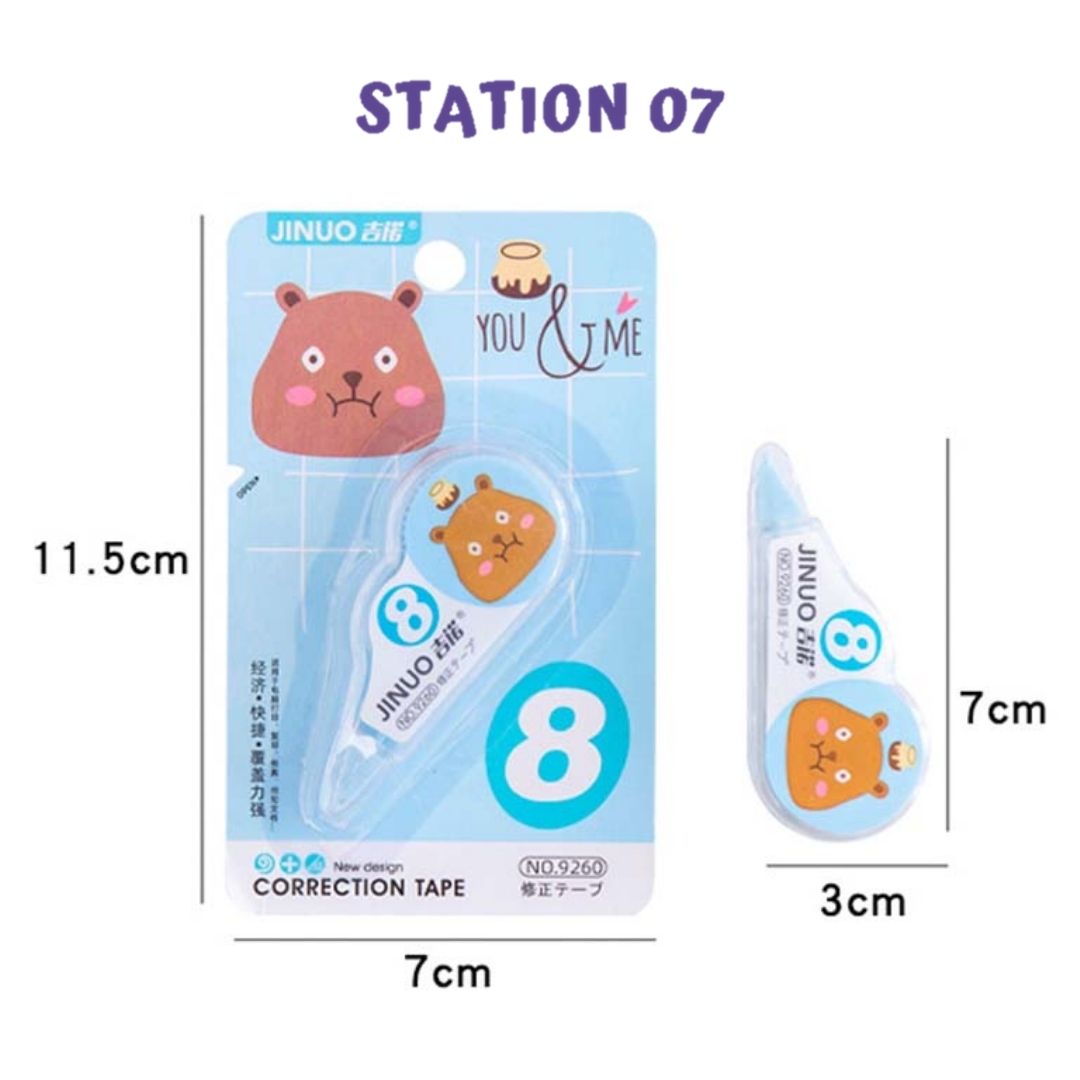 STATION 07
JINUO 吉诺®
YOU & ME
OPEN
8
JINUO 吉诺®
NO.9260 修正テープ
8
经济·快捷·覆盖力强
New design
CORRECTION TAPE
NO.9260
修正テープ
11.5cm
7cm
JINUO 吉诺®
NO.9260 修正テープ
8
7cm
3cm